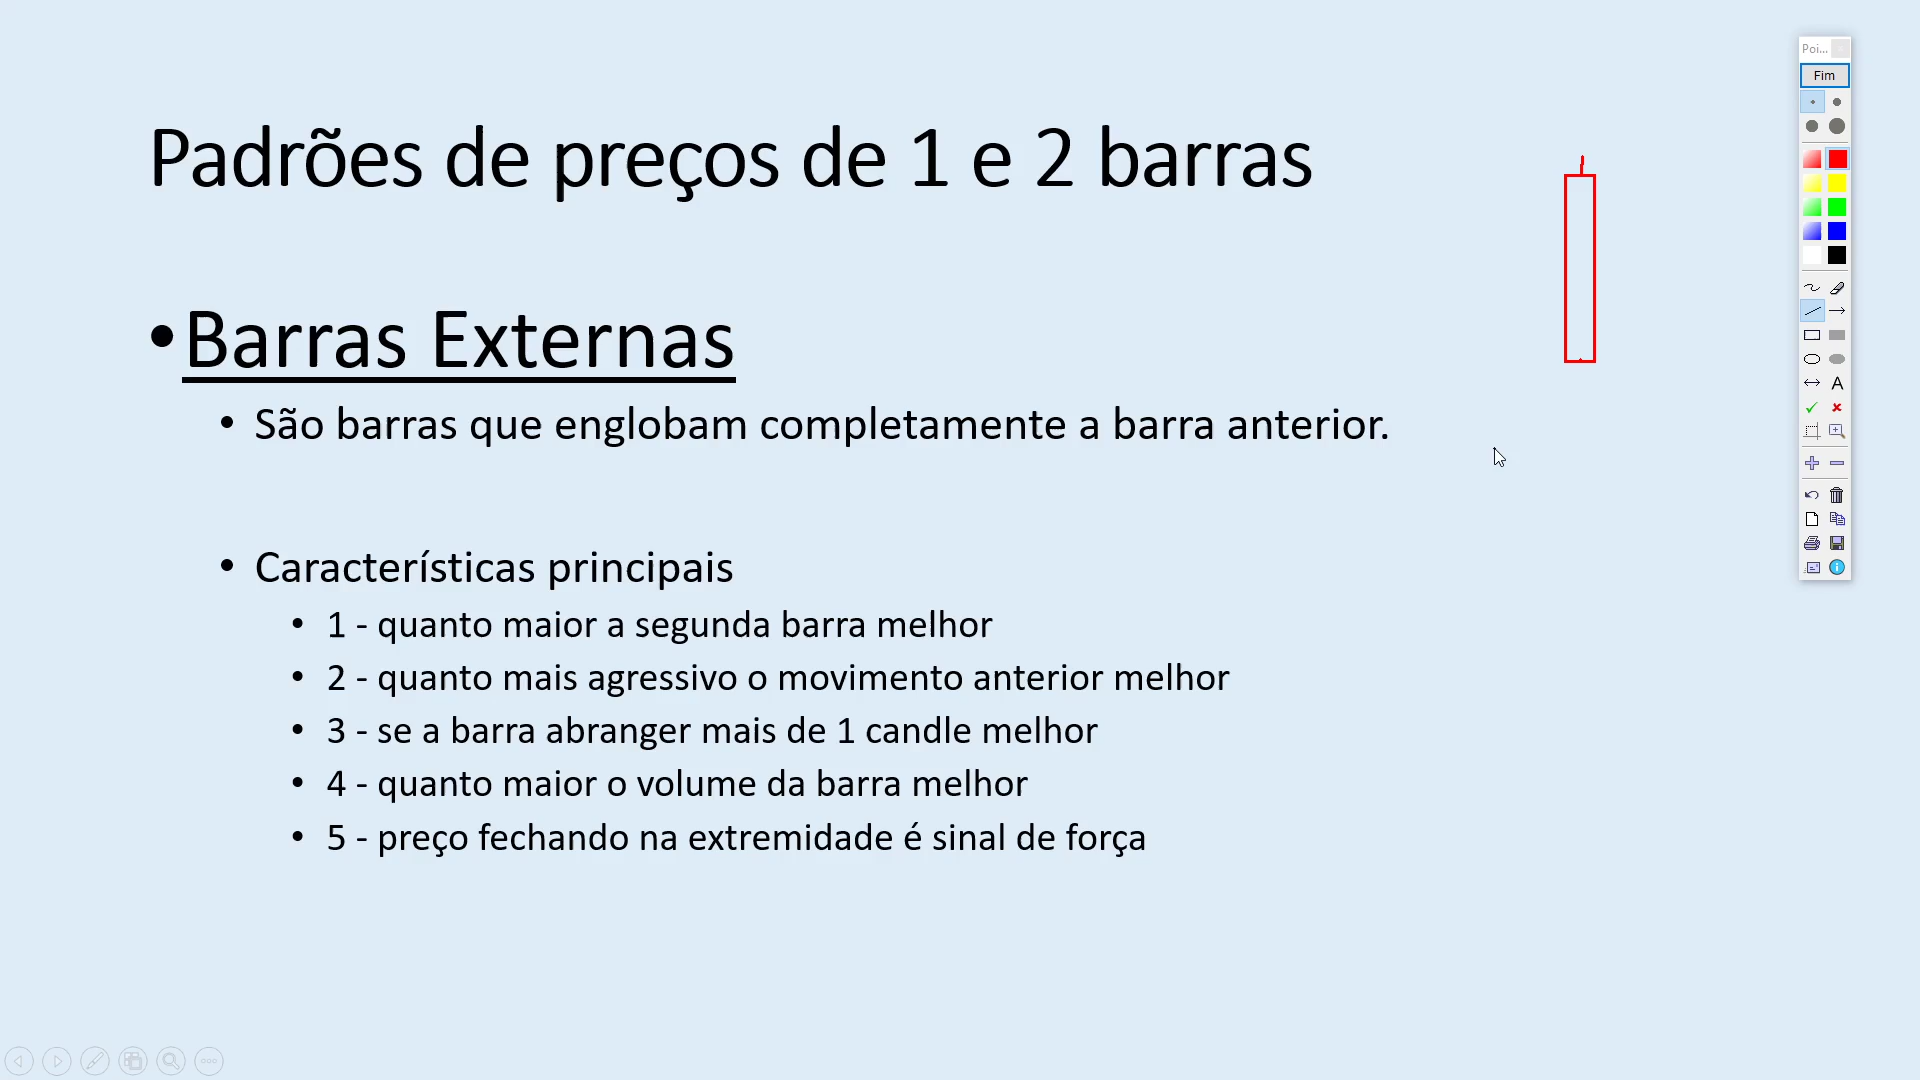 Padrões de preços de 1 e 2 barras
•Barras Externas
• São barras que englobam completamente a barra anterior.
• Características principais
• 1 - quanto maior a segunda barra melhor
• 2 - quanto mais agressivo o movimento anterior melhor
• 3 - se a barra abranger mais de 1 candle melhor
• 4 - quanto maior o volume da barra melhor
• 5 - preço fechando na extremidade é sinal de força
Poi...
Fim
A